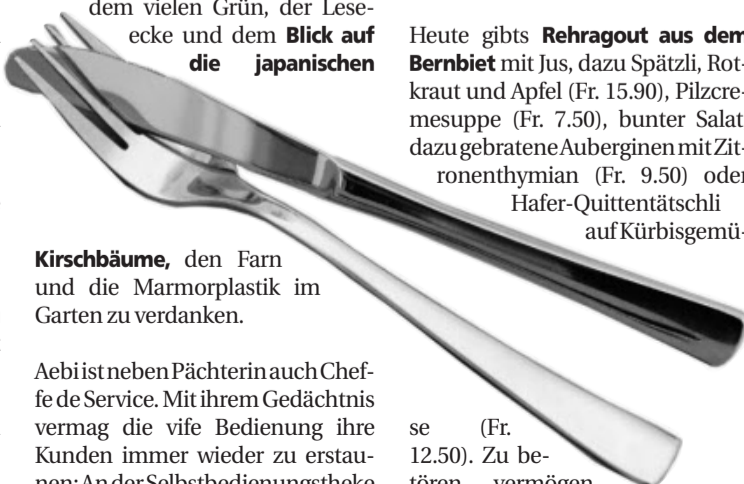 dem vielen Grün, der Lese-
ecke und dem Blick auf
die japanischen
Kirschbäume, den Farn
und die Marmorplastik im
Garten zu verdanken.
Aebi ist neben Pächterin auch Chef-
fe de Service. Mit ihrem Gedächtnis
vermag die vife Bedienung ihre
Kunden immer wieder zu erstau-
nen: An der Selbstbedienungstheke
Heute gibts Rehragout aus dem
Bernbiet mit Jus, dazu Spätzli, Rot-
kraut und Apfel (Fr. 15.90), Pilzcre-
mesuppe (Fr. 7.50), bunter Salat
dazu gebratene Auberginen mit Zit-
ronenthymian (Fr. 9.50) oder
Hafer-Quittentätschli
auf Kürbisgemü-
se (Fr.
12.50). Zu be-
tören vermögen